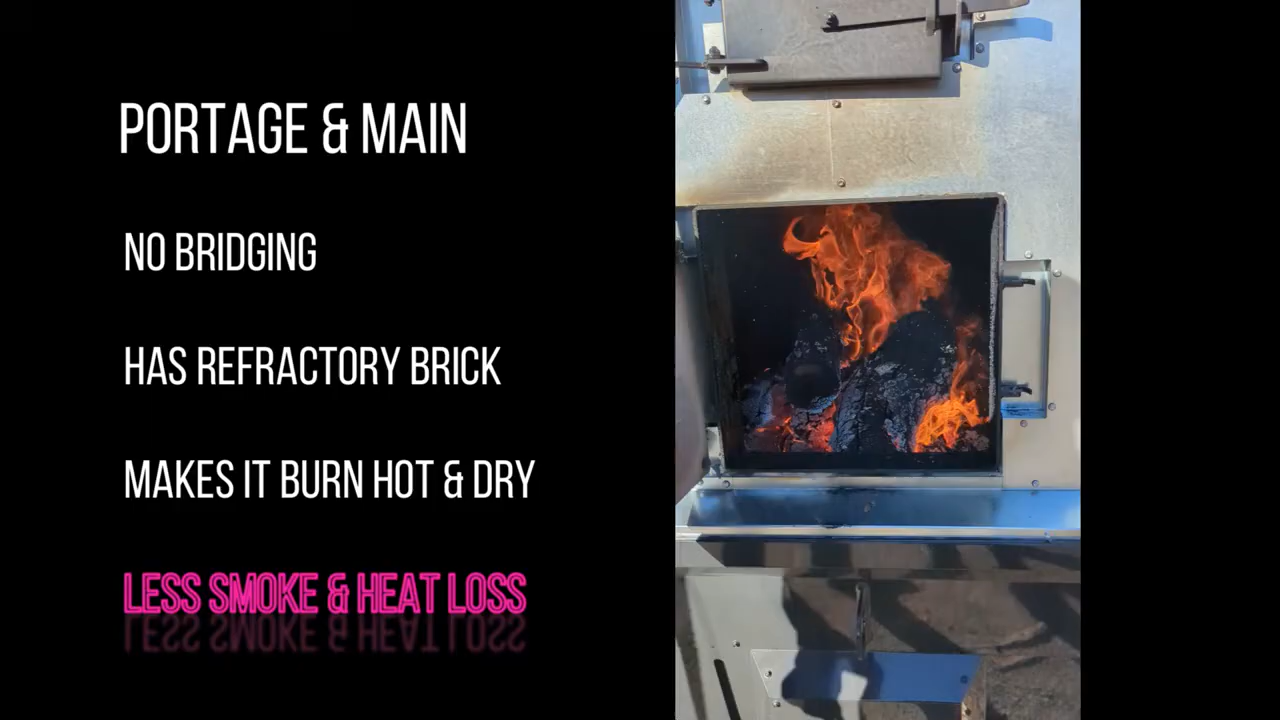 PORTAGE & MAIN
NO BRIDGING
HAS REFRACTORY BRICK
MAKES IT BURN HOT & DRY
LESS SMOKE & HEAT LOSS